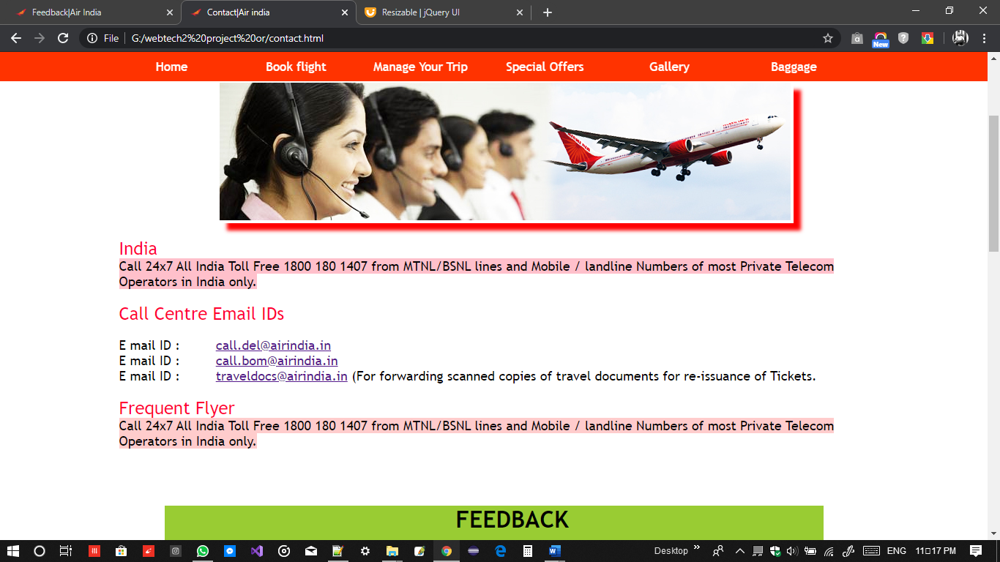 Feedback|Air India
Contact|Air india
Resizable | jQuery UI
File | G:/webtech2%20project%20or/contact.html
New
Home Book flight Manage Your Trip Special Offers Gallery Baggage
India
Call 24x7 All India Toll Free 1800 180 1407 from MTNL/BSNL lines and Mobile / landline Numbers of most Private Telecom
Operators in India only.
Call Centre Email IDs
E mail ID : call.del@airindia.in
E mail ID : call.bom@airindia.in
E mail ID : traveldocs@airindia.in (For forwarding scanned copies of travel documents for re-issuance of Tickets.
Frequent Flyer
Call 24x7 All India Toll Free 1800 180 1407 from MTNL/BSNL lines and Mobile / landline Numbers of most Private Telecom
Operators in India only.
FEEDBACK
Desktop » ENG 11□17 PM